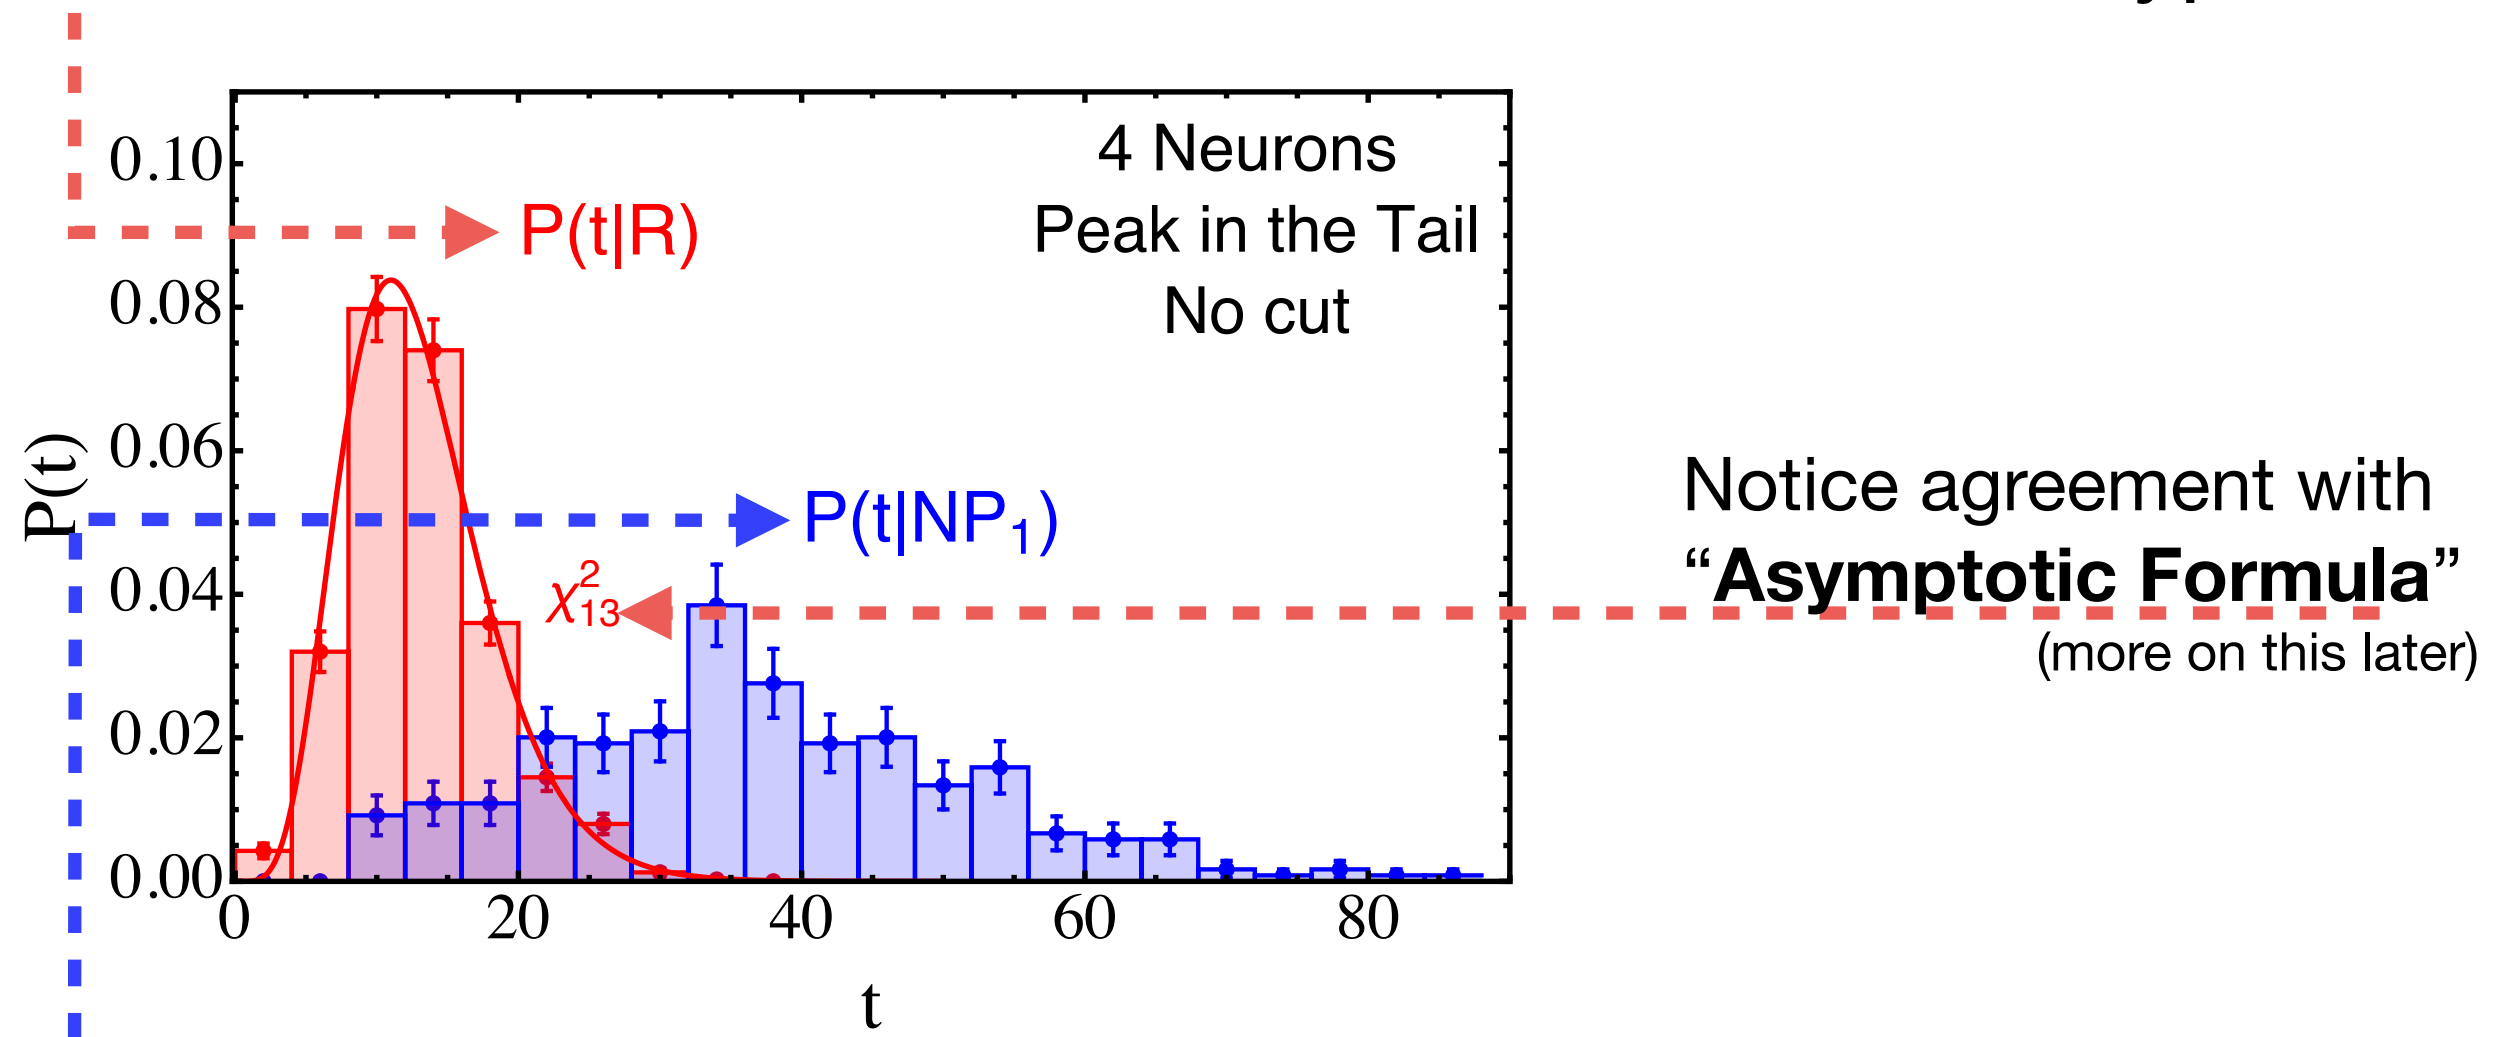 4 Neurons
Peak in the Tail
No cut
P(t|R)
P(t|NP₁)
χ²₁₃
P(t)
0.10
0.08
0.06
0.04
0.02
0.00
0 20 40 60 80
t
Notice agreement with
“Asymptotic Formula”
(more on this later)